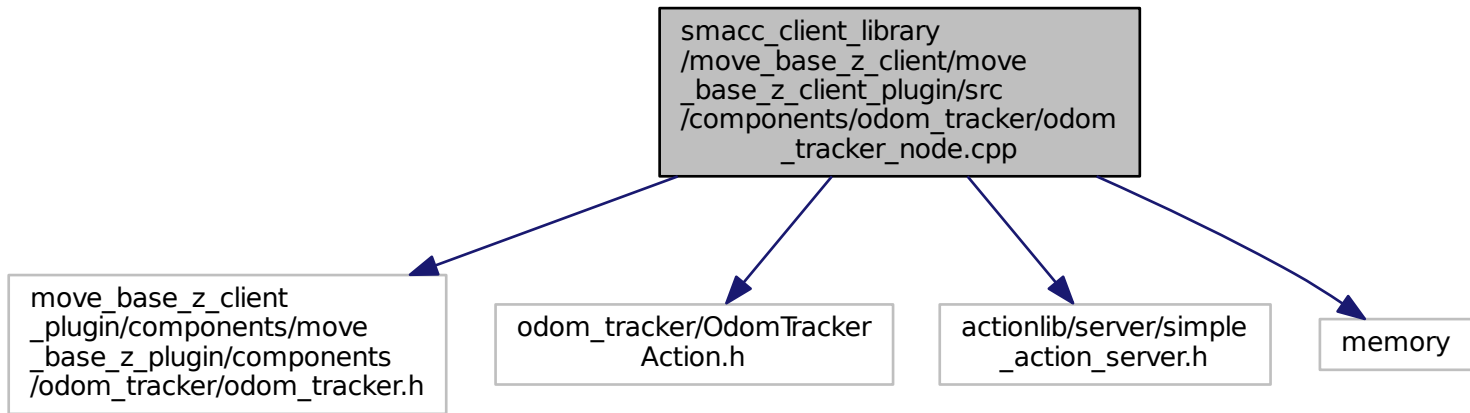 smacc_client_library
/move_base_z_client/move
_base_z_client_plugin/src
/components/odom_tracker/odom
_tracker_node.cpp
move_base_z_client
_plugin/components/move
_base_z_plugin/components
/odom_tracker/odom_tracker.h
odom_tracker/OdomTracker
Action.h
actionlib/server/simple
_action_server.h
memory